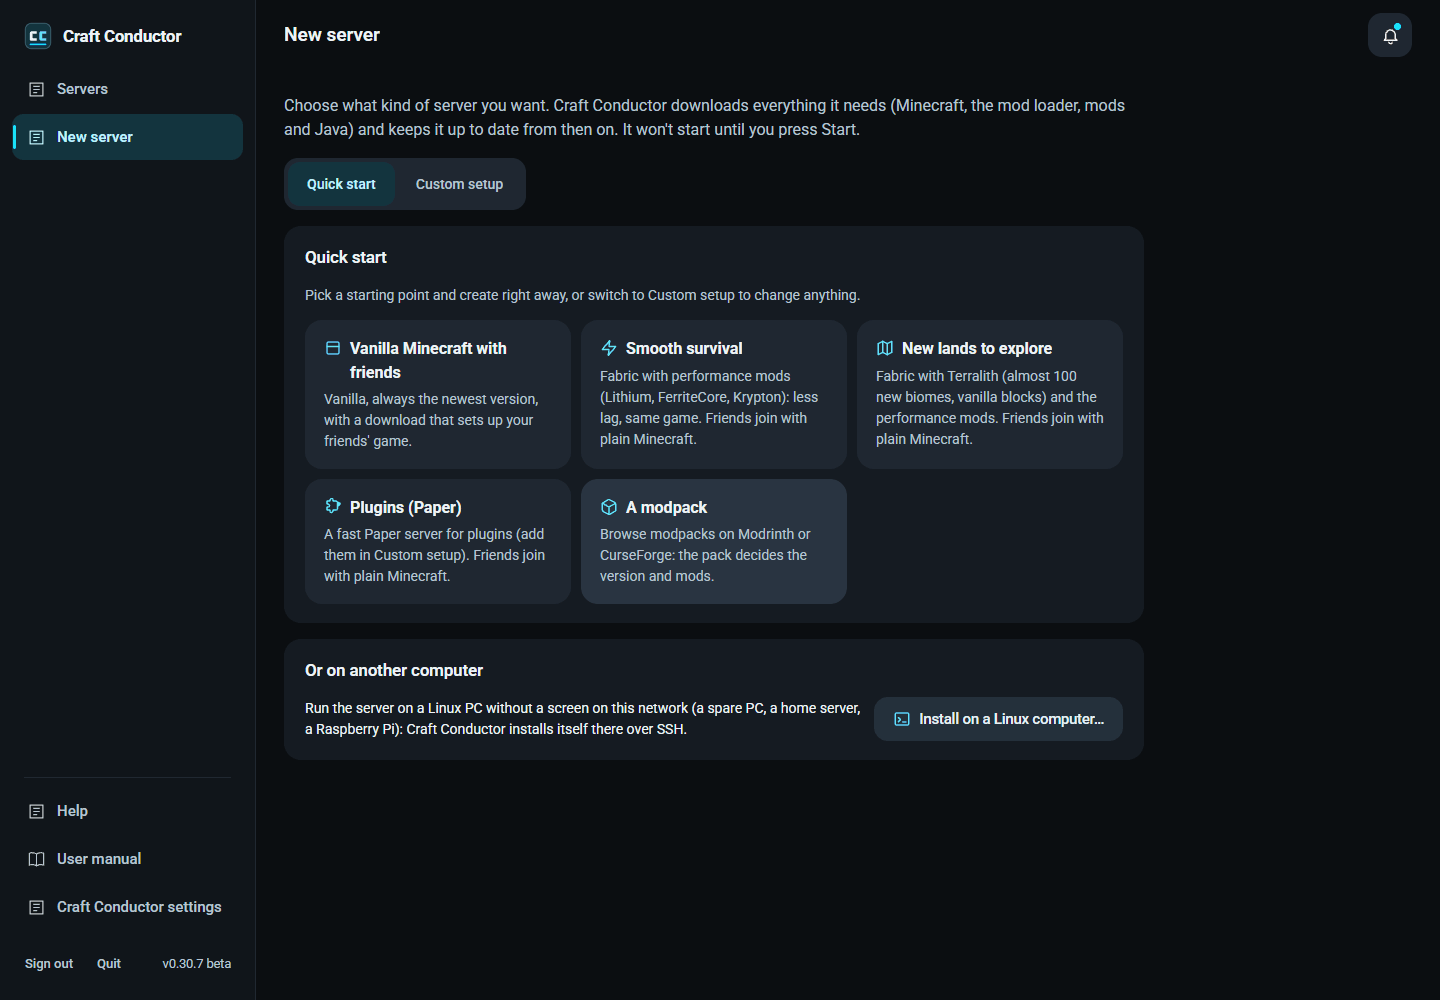 Craft Conductor
Servers
New server
Help
User manual
Craft Conductor settings
Sign out
Quit
v0.30.7 beta
New server
Choose what kind of server you want. Craft Conductor downloads everything it needs (Minecraft, the mod loader, mods
and Java) and keeps it up to date from then on. It won't start until you press Start.
Quick start
Custom setup
Quick start
Pick a starting point and create right away, or switch to Custom setup to change anything.
Vanilla Minecraft with
friends
Vanilla, always the newest version,
with a download that sets up your
friends' game.
Smooth survival
Fabric with performance mods
(Lithium, FerriteCore, Krypton): less
lag, same game. Friends join with
plain Minecraft.
New lands to explore
Fabric with Terralith (almost 100
new biomes, vanilla blocks) and the
performance mods. Friends join with
plain Minecraft.
Plugins (Paper)
A fast Paper server for plugins (add
them in Custom setup). Friends join
with plain Minecraft.
A modpack
Browse modpacks on Modrinth or
CurseForge: the pack decides the
version and mods.
Or on another computer
Run the server on a Linux PC without a screen on this network (a spare PC, a home server,
a Raspberry Pi): Craft Conductor installs itself there over SSH.
Install on a Linux computer...